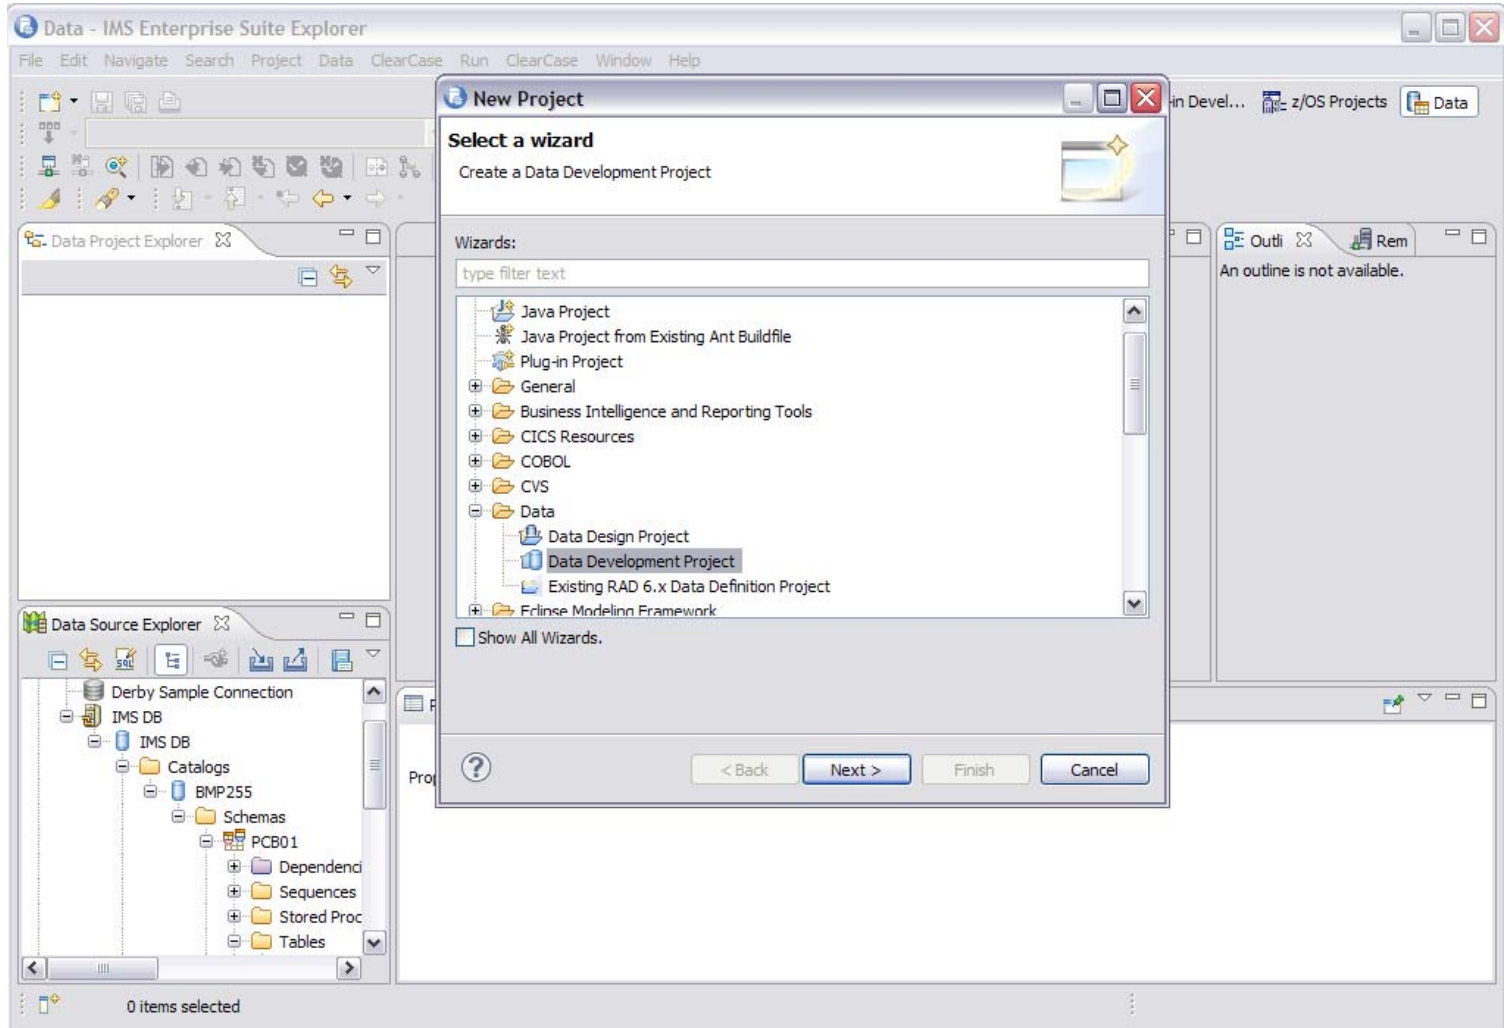 Data - IMS Enterprise Suite Explorer
File Edit Navigate Search Project Data ClearCase Run ClearCase Window Help
New Project
-in Devel... z/OS Projects Data
Select a wizard
Create a Data Development Project
Data Project Explorer
Wizards:
type filter text
Java Project
Java Project from Existing Ant Buildfile
Plug-in Project
General
Business Intelligence and Reporting Tools
CICS Resources
COBOL
CVS
Data
Data Design Project
Data Development Project
Existing RAD 6.x Data Definition Project
Eclipse Modeling Framework
Show All Wizards.
< Back Next > Finish Cancel
Outli Rem
An outline is not available.
Data Source Explorer
SQL
Derby Sample Connection
IMS DB
IMS DB
Catalogs
BMP255
Schemas
PCB01
Dependenci
Sequences
Stored Proc
Tables
P
Prop
0 items selected